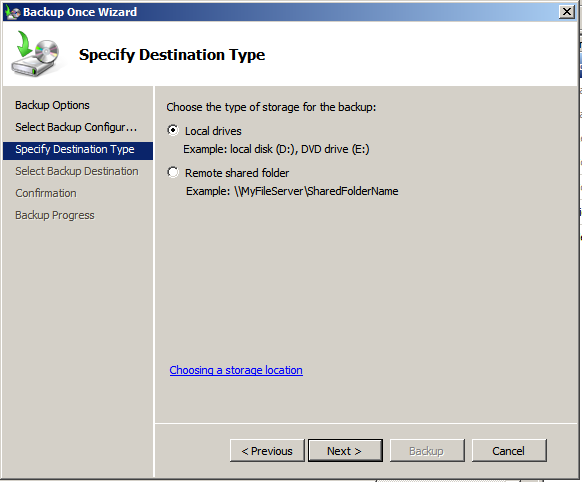 Backup Once Wizard
Specify Destination Type
Backup Options
Select Backup Configur...
Specify Destination Type
Select Backup Destination
Confirmation
Backup Progress
Choose the type of storage for the backup:
Local drives
Example: local disk (D:), DVD drive (E:)
Remote shared folder
Example: \\MyFileServer\SharedFolderName
Choosing a storage location
< Previous
Next >
Backup
Cancel